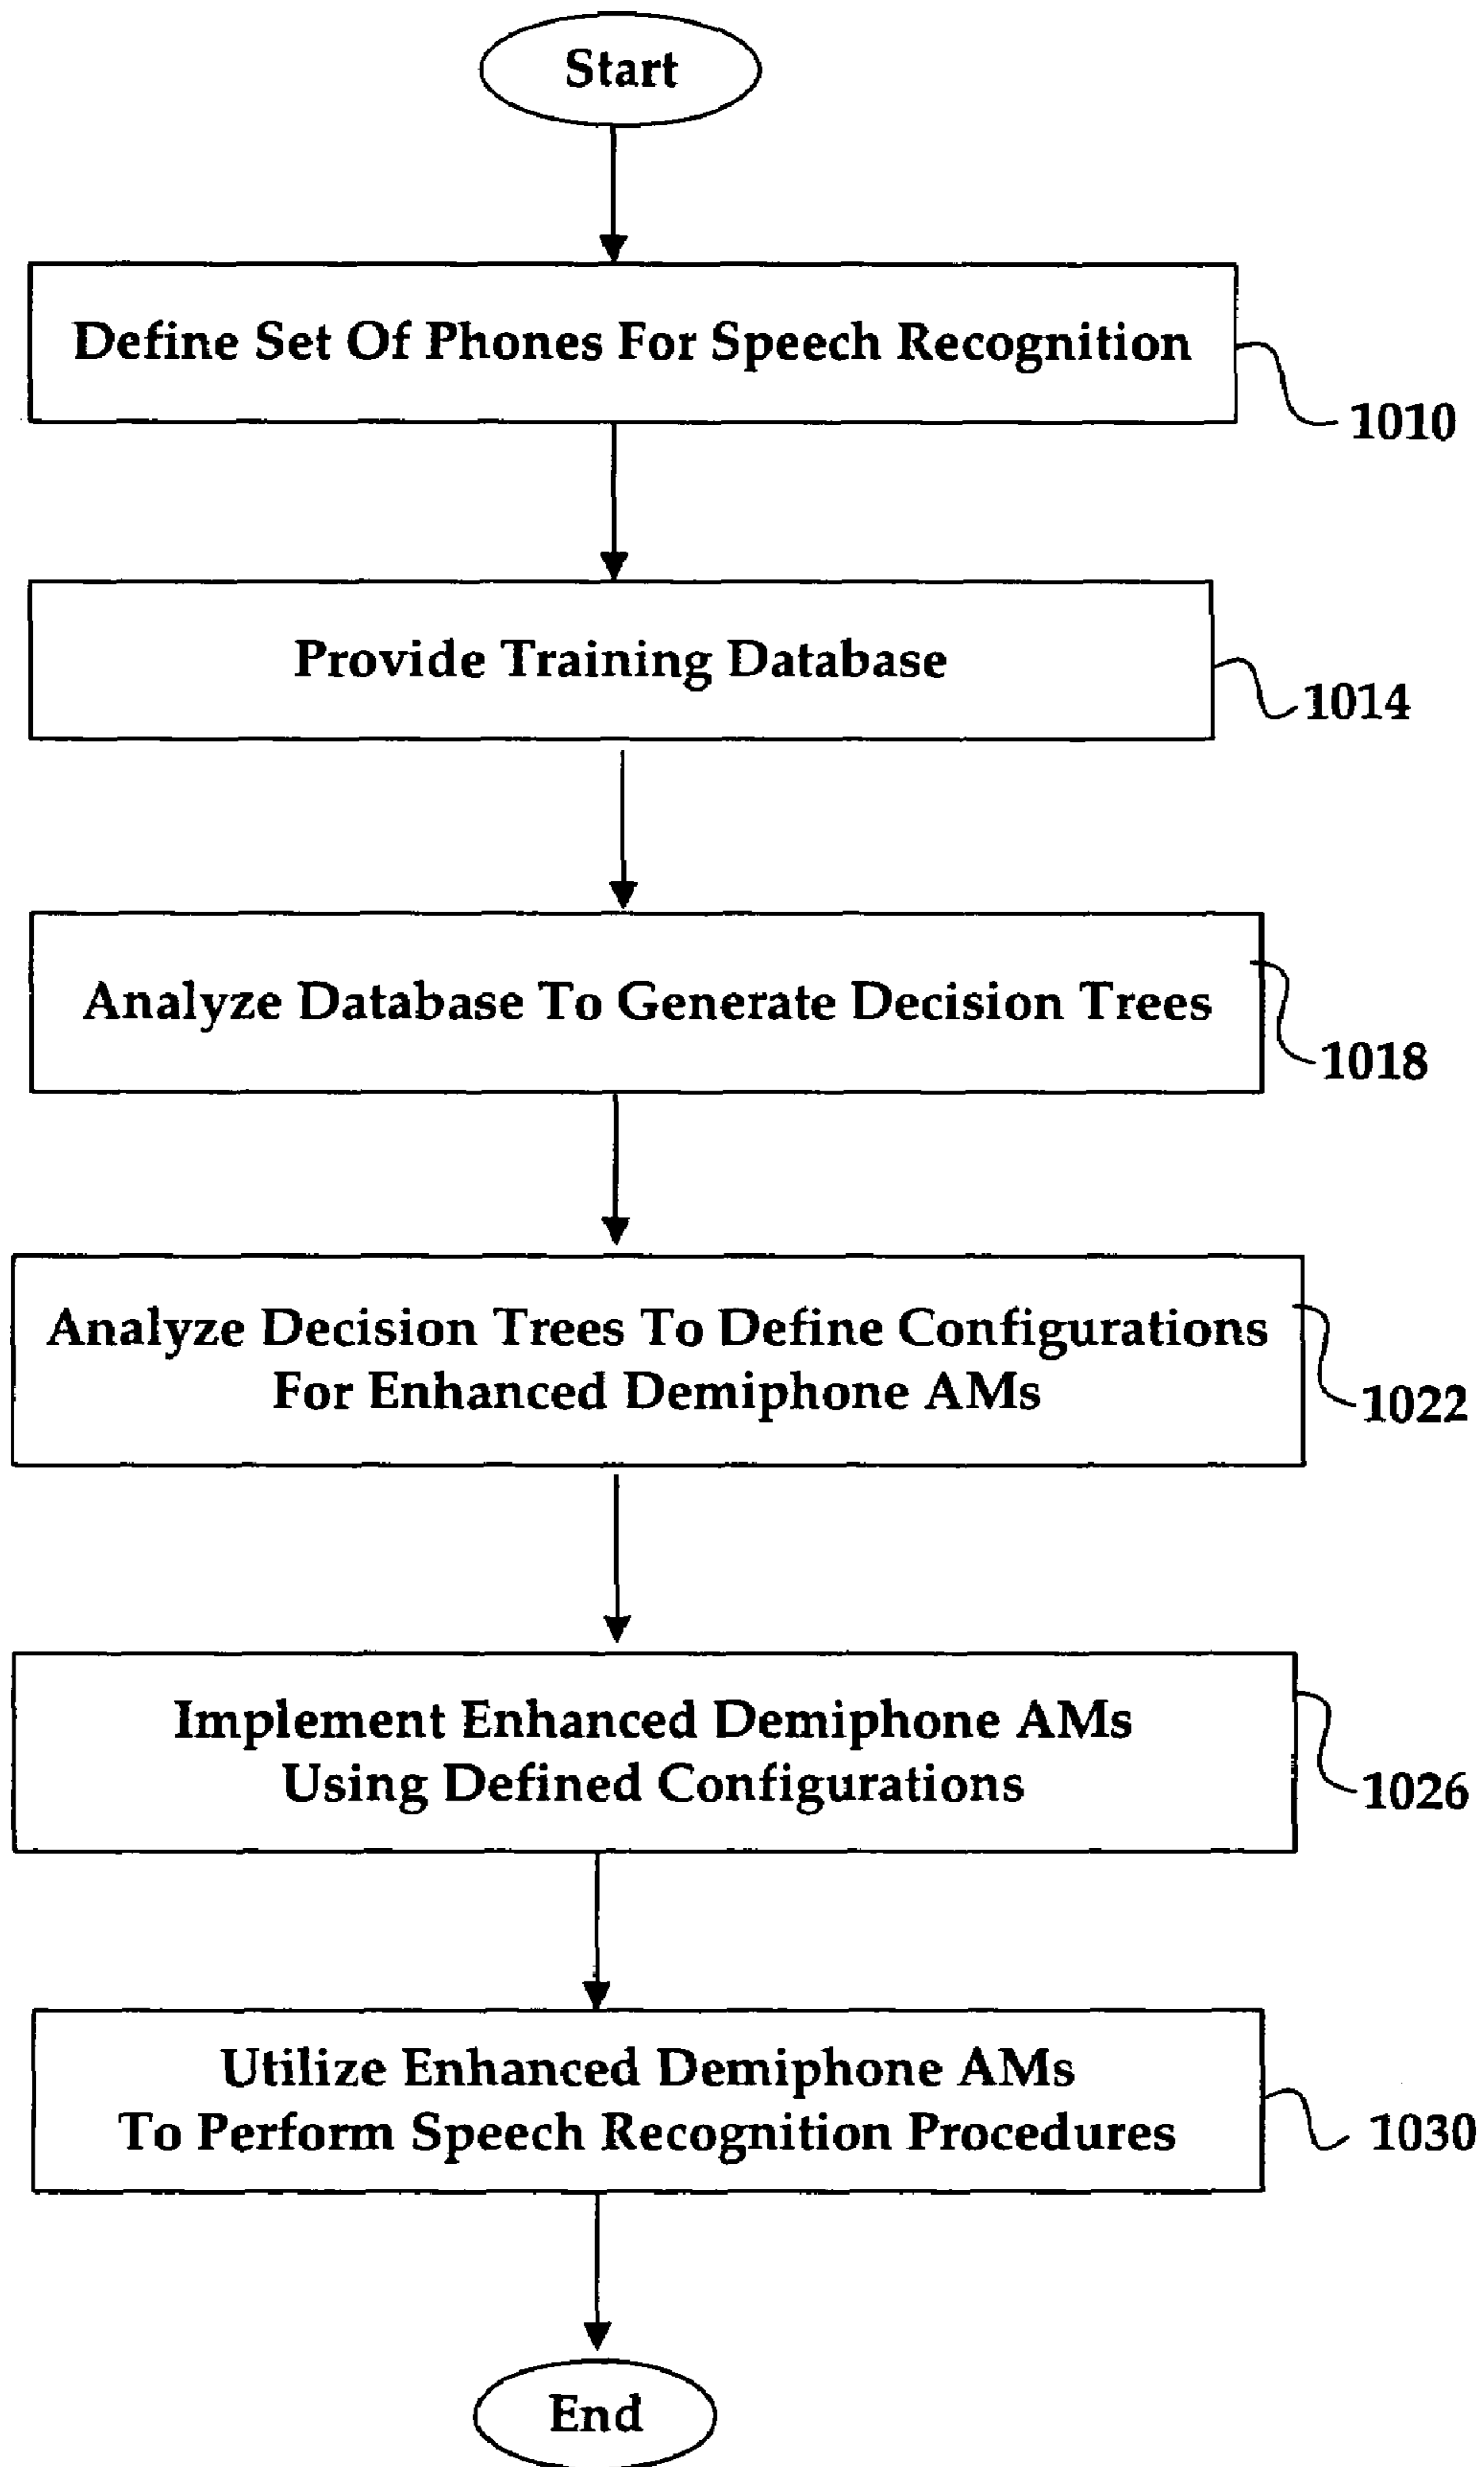 Start
Define Set Of Phones For Speech Recognition
1010
Provide Training Database
1014
Analyze Database To Generate Decision Trees
1018
Analyze Decision Trees To Define Configurations
For Enhanced Demiphone AMs
1022
Implement Enhanced Demiphone AMs
Using Defined Configurations
1026
Utilize Enhanced Demiphone AMs
To Perform Speech Recognition Procedures
1030
End